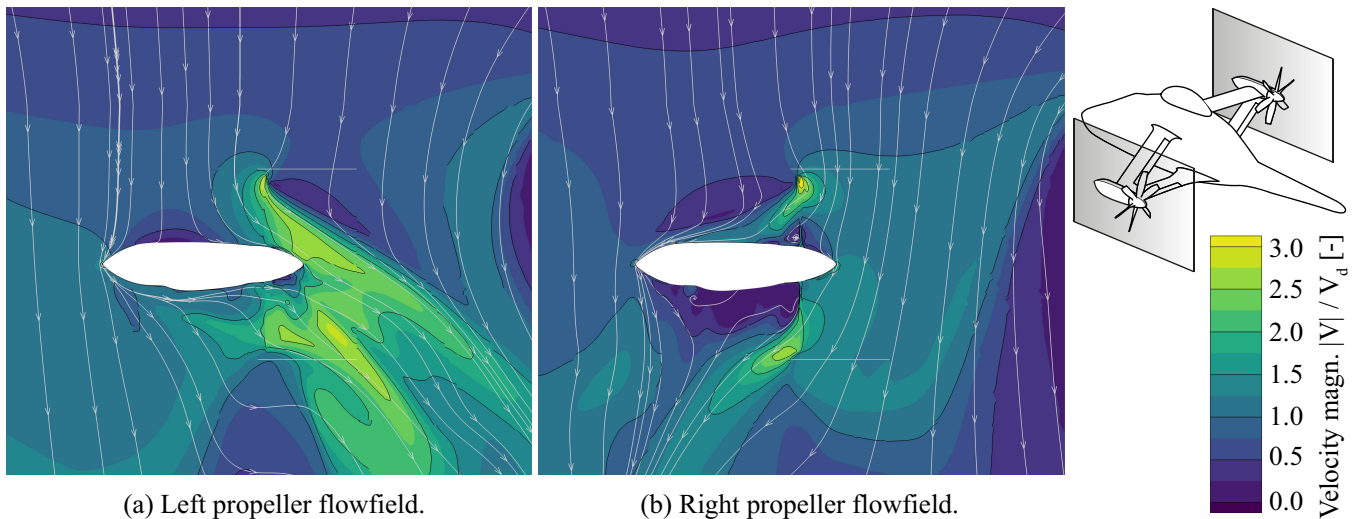 (a) Left propeller flowfield.
(b) Right propeller flowfield.
3.0
2.5
2.0
1.5
1.0
0.5
0.0
Velocity magn. |V| / V_d [-]